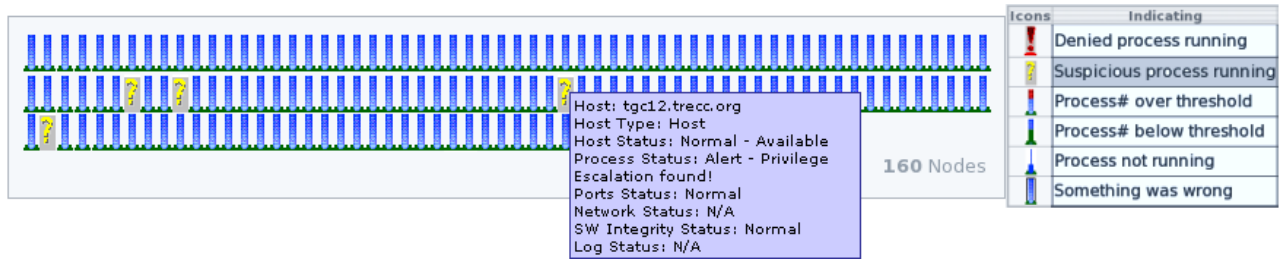 Icons Indicating
Denied process running
Suspicious process running
Process# over threshold
Process# below threshold
Process not running
Something was wrong
Host: tgc12.trecc.org
Host Type: Host
Host Status: Normal - Available
Process Status: Alert - Privilege
Escalation found!
Ports Status: Normal
Network Status: N/A
SW Integrity Status: Normal
Log Status: N/A
160 Nodes